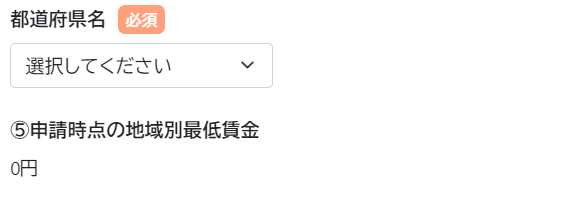 都道府県名 必須
選択してください
⑤申請時点の地域別最低賃金
0円